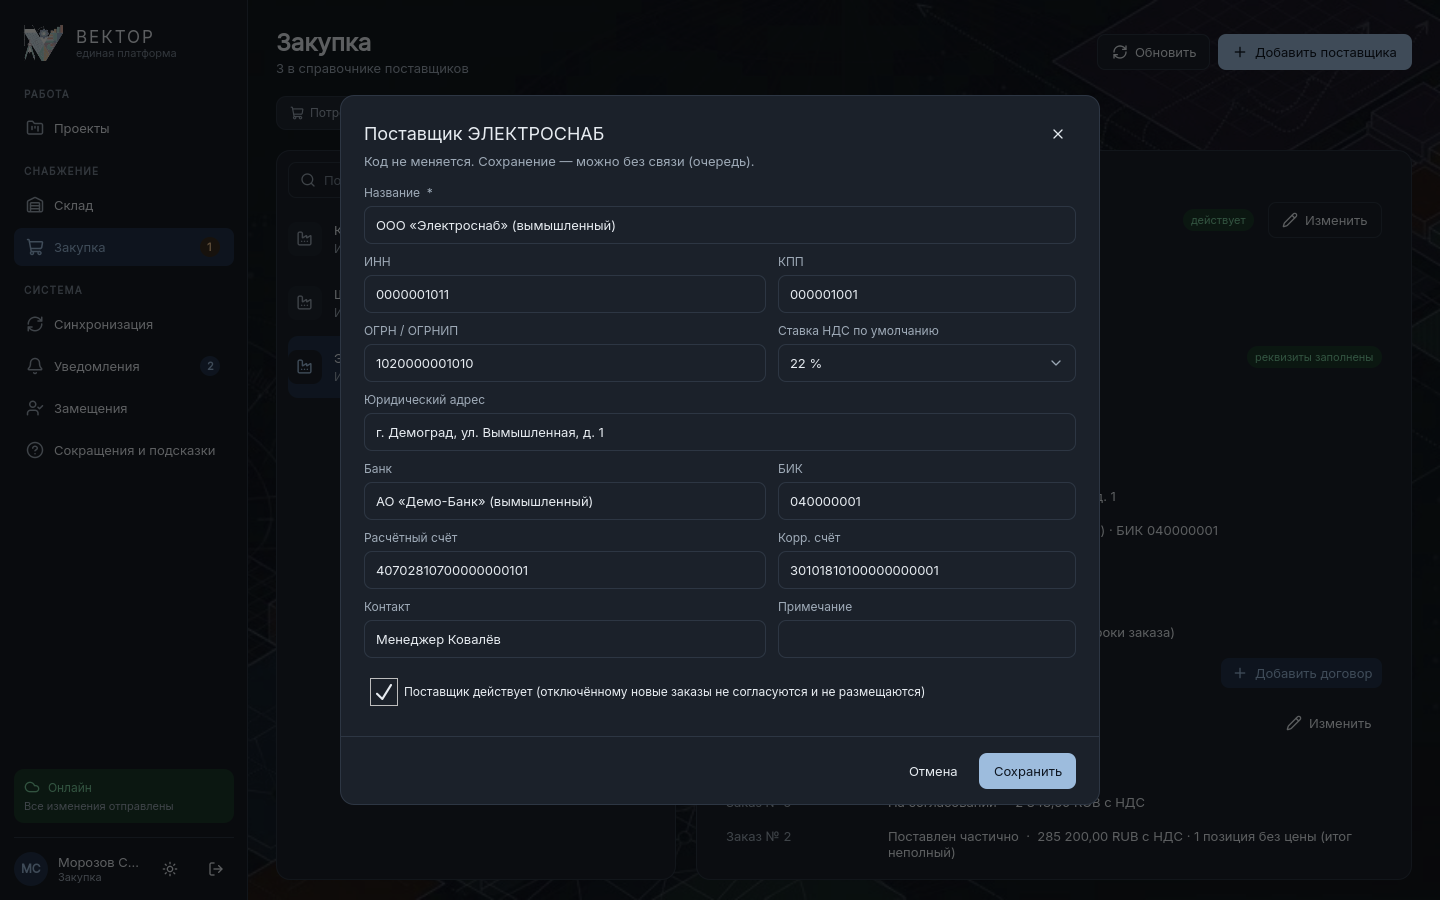 ВЕКТОР
единая платформа
РАБОТА
Проекты
СНАБЖЕНИЕ
Склад
Закупка
1
СИСТЕМА
Синхронизация
Уведомления
2
Замещения
Сокращения и подсказки
Онлайн
Все изменения отправлены
МС
Морозов С...
Закупка
Закупка
3 в справочнике поставщиков
Обновить
Добавить поставщика
Поставщик ЭЛЕКТРОСНАБ
Код не меняется. Сохранение — можно без связи (очередь).
Название *
ООО «Электроснаб» (вымышленный)
ИНН
КПП
0000001011
000001001
ОГРН / ОГРНИП
Ставка НДС по умолчанию
1020000001010
22 %
Юридический адрес
г. Демоград, ул. Вымышленная, д. 1
Банк
БИК
АО «Демо-Банк» (вымышленный)
040000001
Расчётный счёт
Корр. счёт
40702810700000000101
30101810100000000001
Контакт
Примечание
Менеджер Ковалёв
Поставщик действует (отключённому новые заказы не согласуются и не размещаются)
Отмена
Сохранить
действует
Изменить
реквизиты заполнены
д. 1
) · БИК 040000001
роки заказа)
Добавить договор
Изменить
В с НДС
Заказ № 2
Поставлен частично · 285 200,00 RUB с НДС · 1 позиция без цены (итог
неполный)